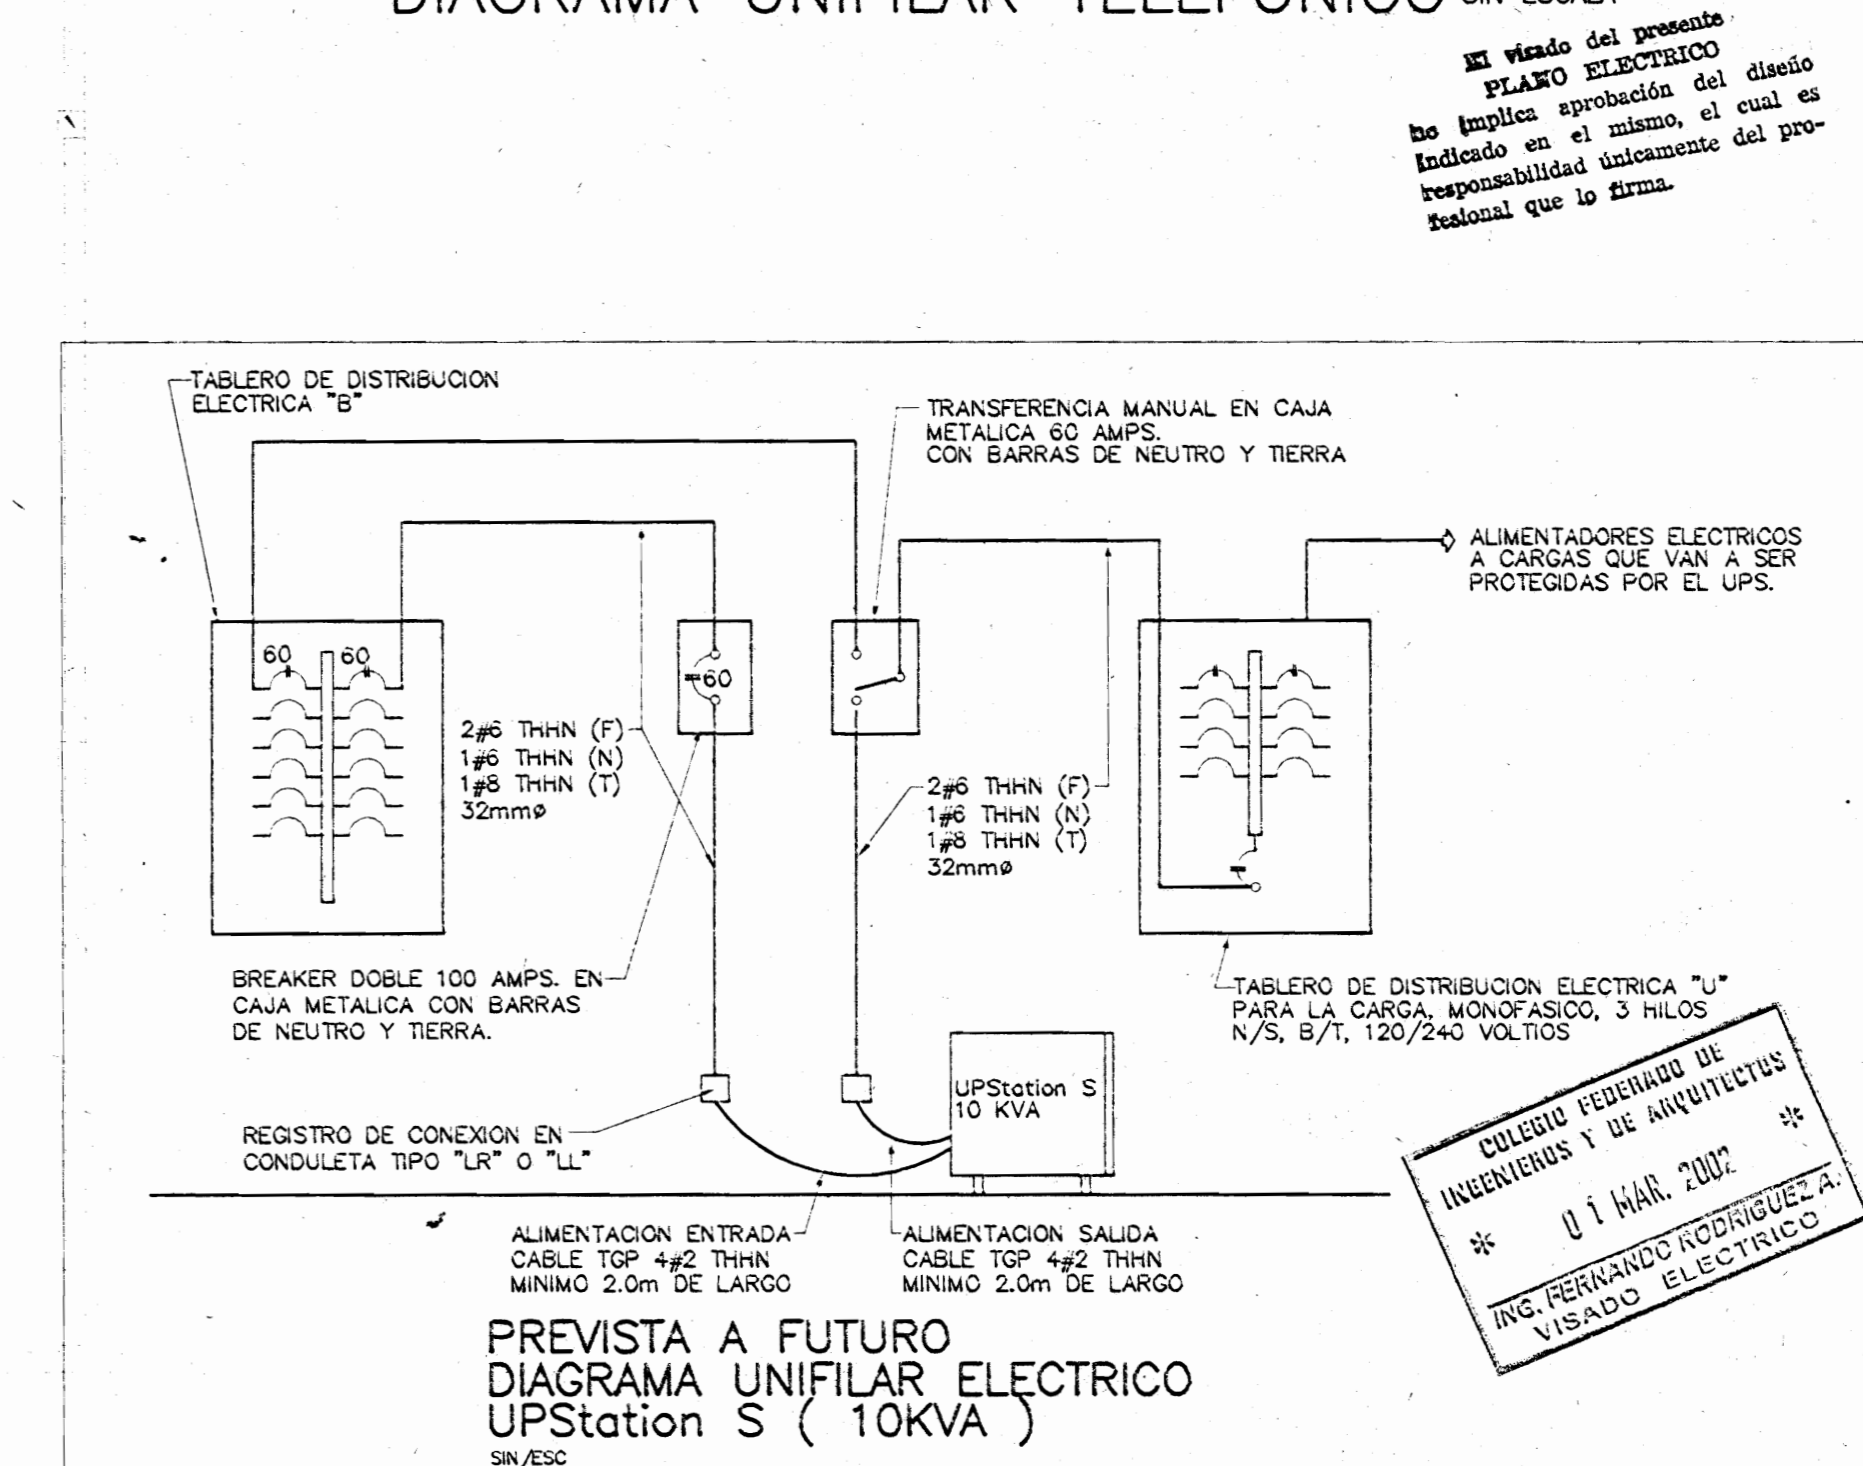 DIAGRAMA UNIFILAR TELEFONICO
El visado del presente
PLANO ELECTRICO
no implica aprobación del diseño
indicado en el mismo, el cual es
responsabilidad únicamente del pro-
fesional que lo firma.
TABLERO DE DISTRIBUCION
ELECTRICA "B"
TRANSFERENCIA MANUAL EN CAJA
METALICA 60 AMPS.
CON BARRAS DE NEUTRO Y TIERRA
ALIMENTADORES ELECTRICOS
A CARGAS QUE VAN A SER
PROTEGIDAS POR EL UPS.
60 60
60
2#6 THHN (F)
1#6 THHN (N)
1#8 THHN (T)
32mmø
2#6 THHN (F)
1#6 THHN (N)
1#8 THHN (T)
32mmø
BREAKER DOBLE 100 AMPS. EN
CAJA METALICA CON BARRAS
DE NEUTRO Y TIERRA.
TABLERO DE DISTRIBUCION ELECTRICA "U"
PARA LA CARGA, MONOFASICO, 3 HILOS
N/S, B/T, 120/240 VOLTIOS
UPStation S
10 KVA
REGISTRO DE CONEXION EN
CONDULETA TIPO "LR" O "LL"
ALIMENTACION ENTRADA
CABLE TGP 4#2 THHN
MINIMO 2.0m DE LARGO
ALIMENTACION SALIDA
CABLE TGP 4#2 THHN
MINIMO 2.0m DE LARGO
COLEGIO FEDERADO DE
INGENIEROS Y DE ARQUITECTOS
* 01 MAR. 2002 *
ING. FERNANDO RODRIGUEZ A.
VISADO ELECTRICO
PREVISTA A FUTURO
DIAGRAMA UNIFILAR ELECTRICO
UPStation S ( 10KVA )
SIN/ESC